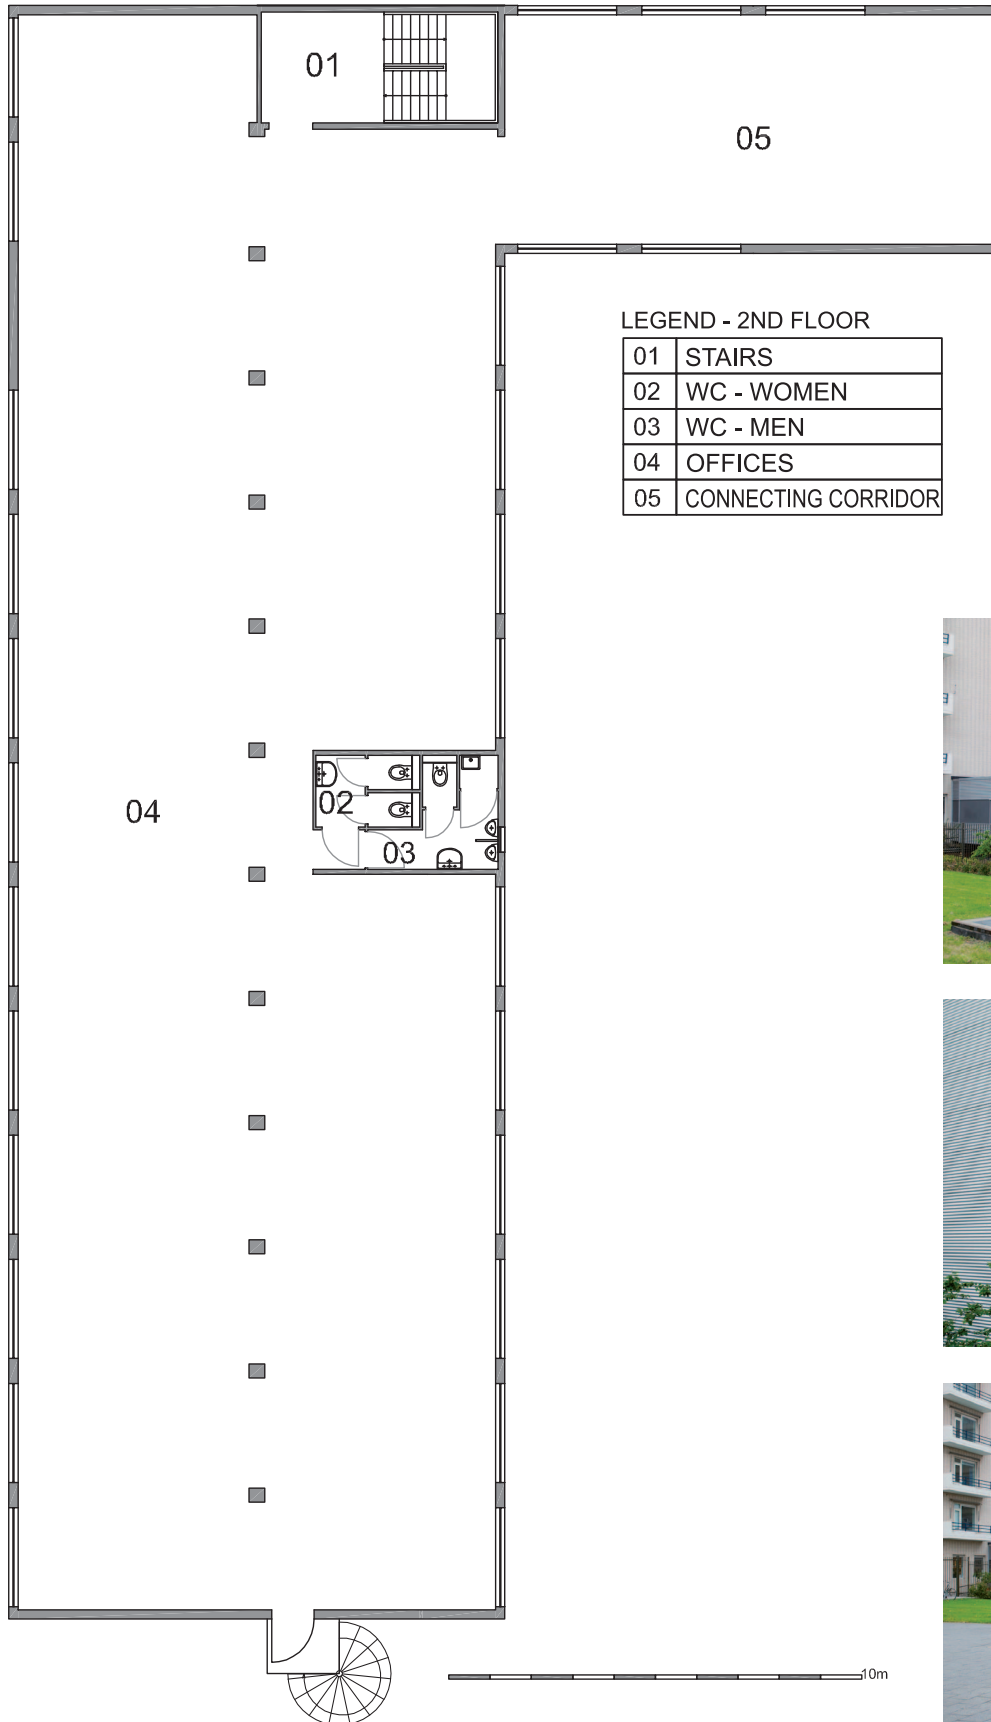 01
05
LEGEND - 2ND FLOOR
01 STAIRS
02 WC - WOMEN
03 WC - MEN
04 OFFICES
05 CONNECTING CORRIDOR
02
04
03
10m